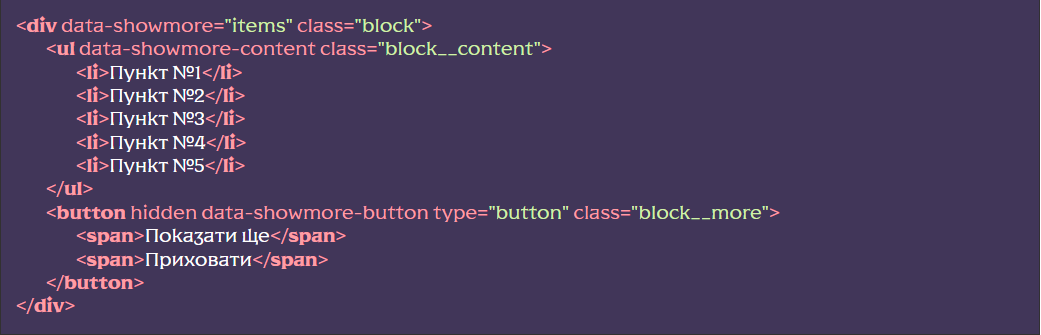 <div data-showmore="items" class="block">
<ul data-showmore-content class="block__content">
<li>Пункт №1</li>
<li>Пункт №2</li>
<li>Пункт №3</li>
<li>Пункт №4</li>
<li>Пункт №5</li>
</ul>
<button hidden data-showmore-button type="button" class="block__more">
<span>Показати ще</span>
<span>Приховати</span>
</button>
</div>